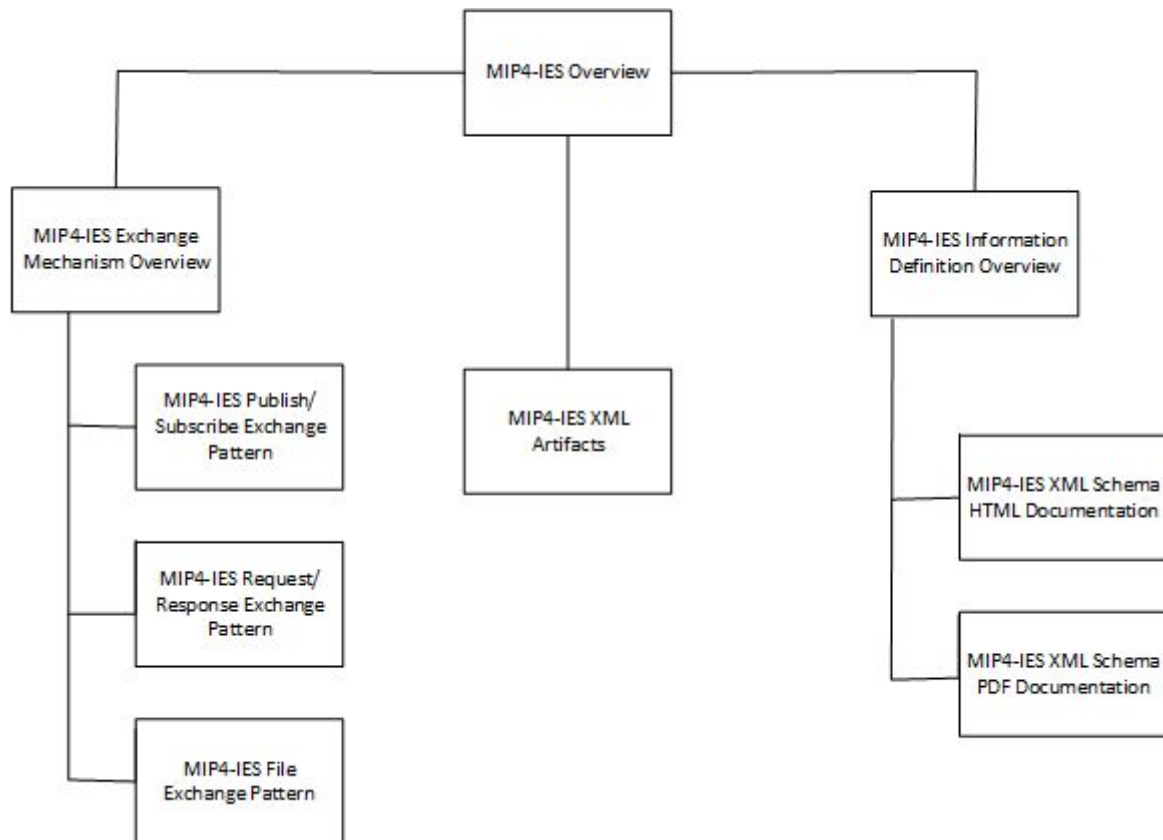 MIP4-IES Overview
MIP4-IES Exchange
Mechanism Overview
MIP4-IES Information
Definition Overview
MIP4-IES Publish/
Subscribe Exchange
Pattern
MIP4-IES XML
Artifacts
MIP4-IES XML Schema
HTML Documentation
MIP4-IES Request/
Response Exchange
Pattern
MIP4-IES XML Schema
PDF Documentation
MIP4-IES File
Exchange Pattern